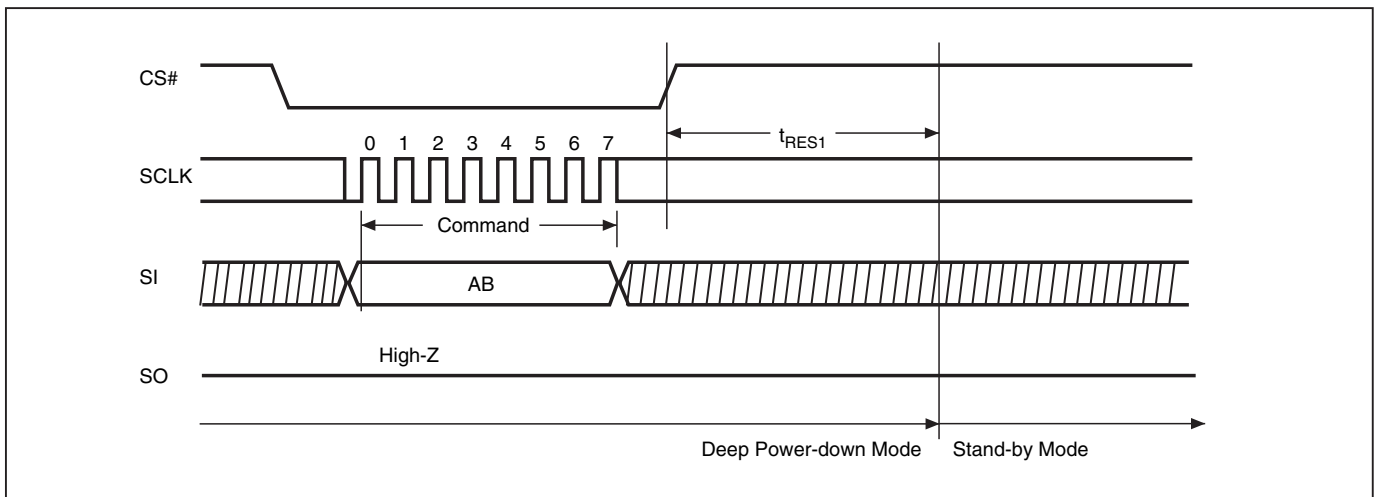 CS#
tRES1
0 1 2 3 4 5 6 7
SCLK
Command
SI
AB
High-Z
SO
Deep Power-down Mode Stand-by Mode